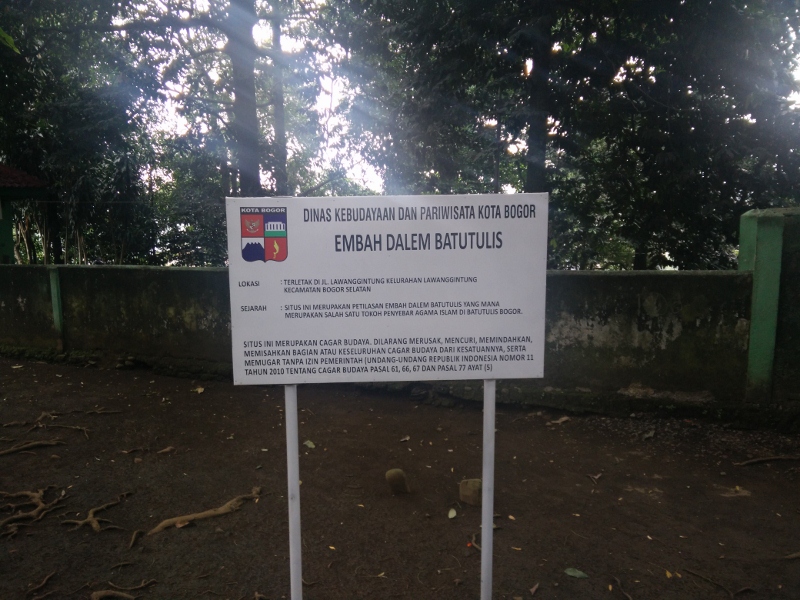 KOTA BOGOR
DINAS KEBUDAYAAN DAN PARIWISATA KOTA BOGOR
EMBAH DALEM BATUTULIS
LOKASI : TERLETAK DI JL. LAWANGGINTUNG KELURAHAN LAWANGGINTUNG
KECAMATAN BOGOR SELATAN
SEJARAH : SITUS INI MERUPAKAN PETILASAN EMBAH DALEM BATUTULIS YANG MANA
MERUPAKAN SALAH SATU TOKOH PENYEBAR AGAMA ISLAM DI BATUTULIS BOGOR.
SITUS INI MERUPAKAN CAGAR BUDAYA. DILARANG MERUSAK, MENCURI, MEMINDAHKAN,
MEMISAHKAN BAGIAN ATAU KESELURUHAN CAGAR BUDAYA DARI KESATUANNYA, SERTA
MEMUGAR TANPA IZIN PEMERINTAH (UNDANG-UNDANG REPUBLIK INDONESIA NOMOR 11
TAHUN 2010 TENTANG CAGAR BUDAYA PASAL 61, 66, 67 DAN PASAL 77 AYAT (5)